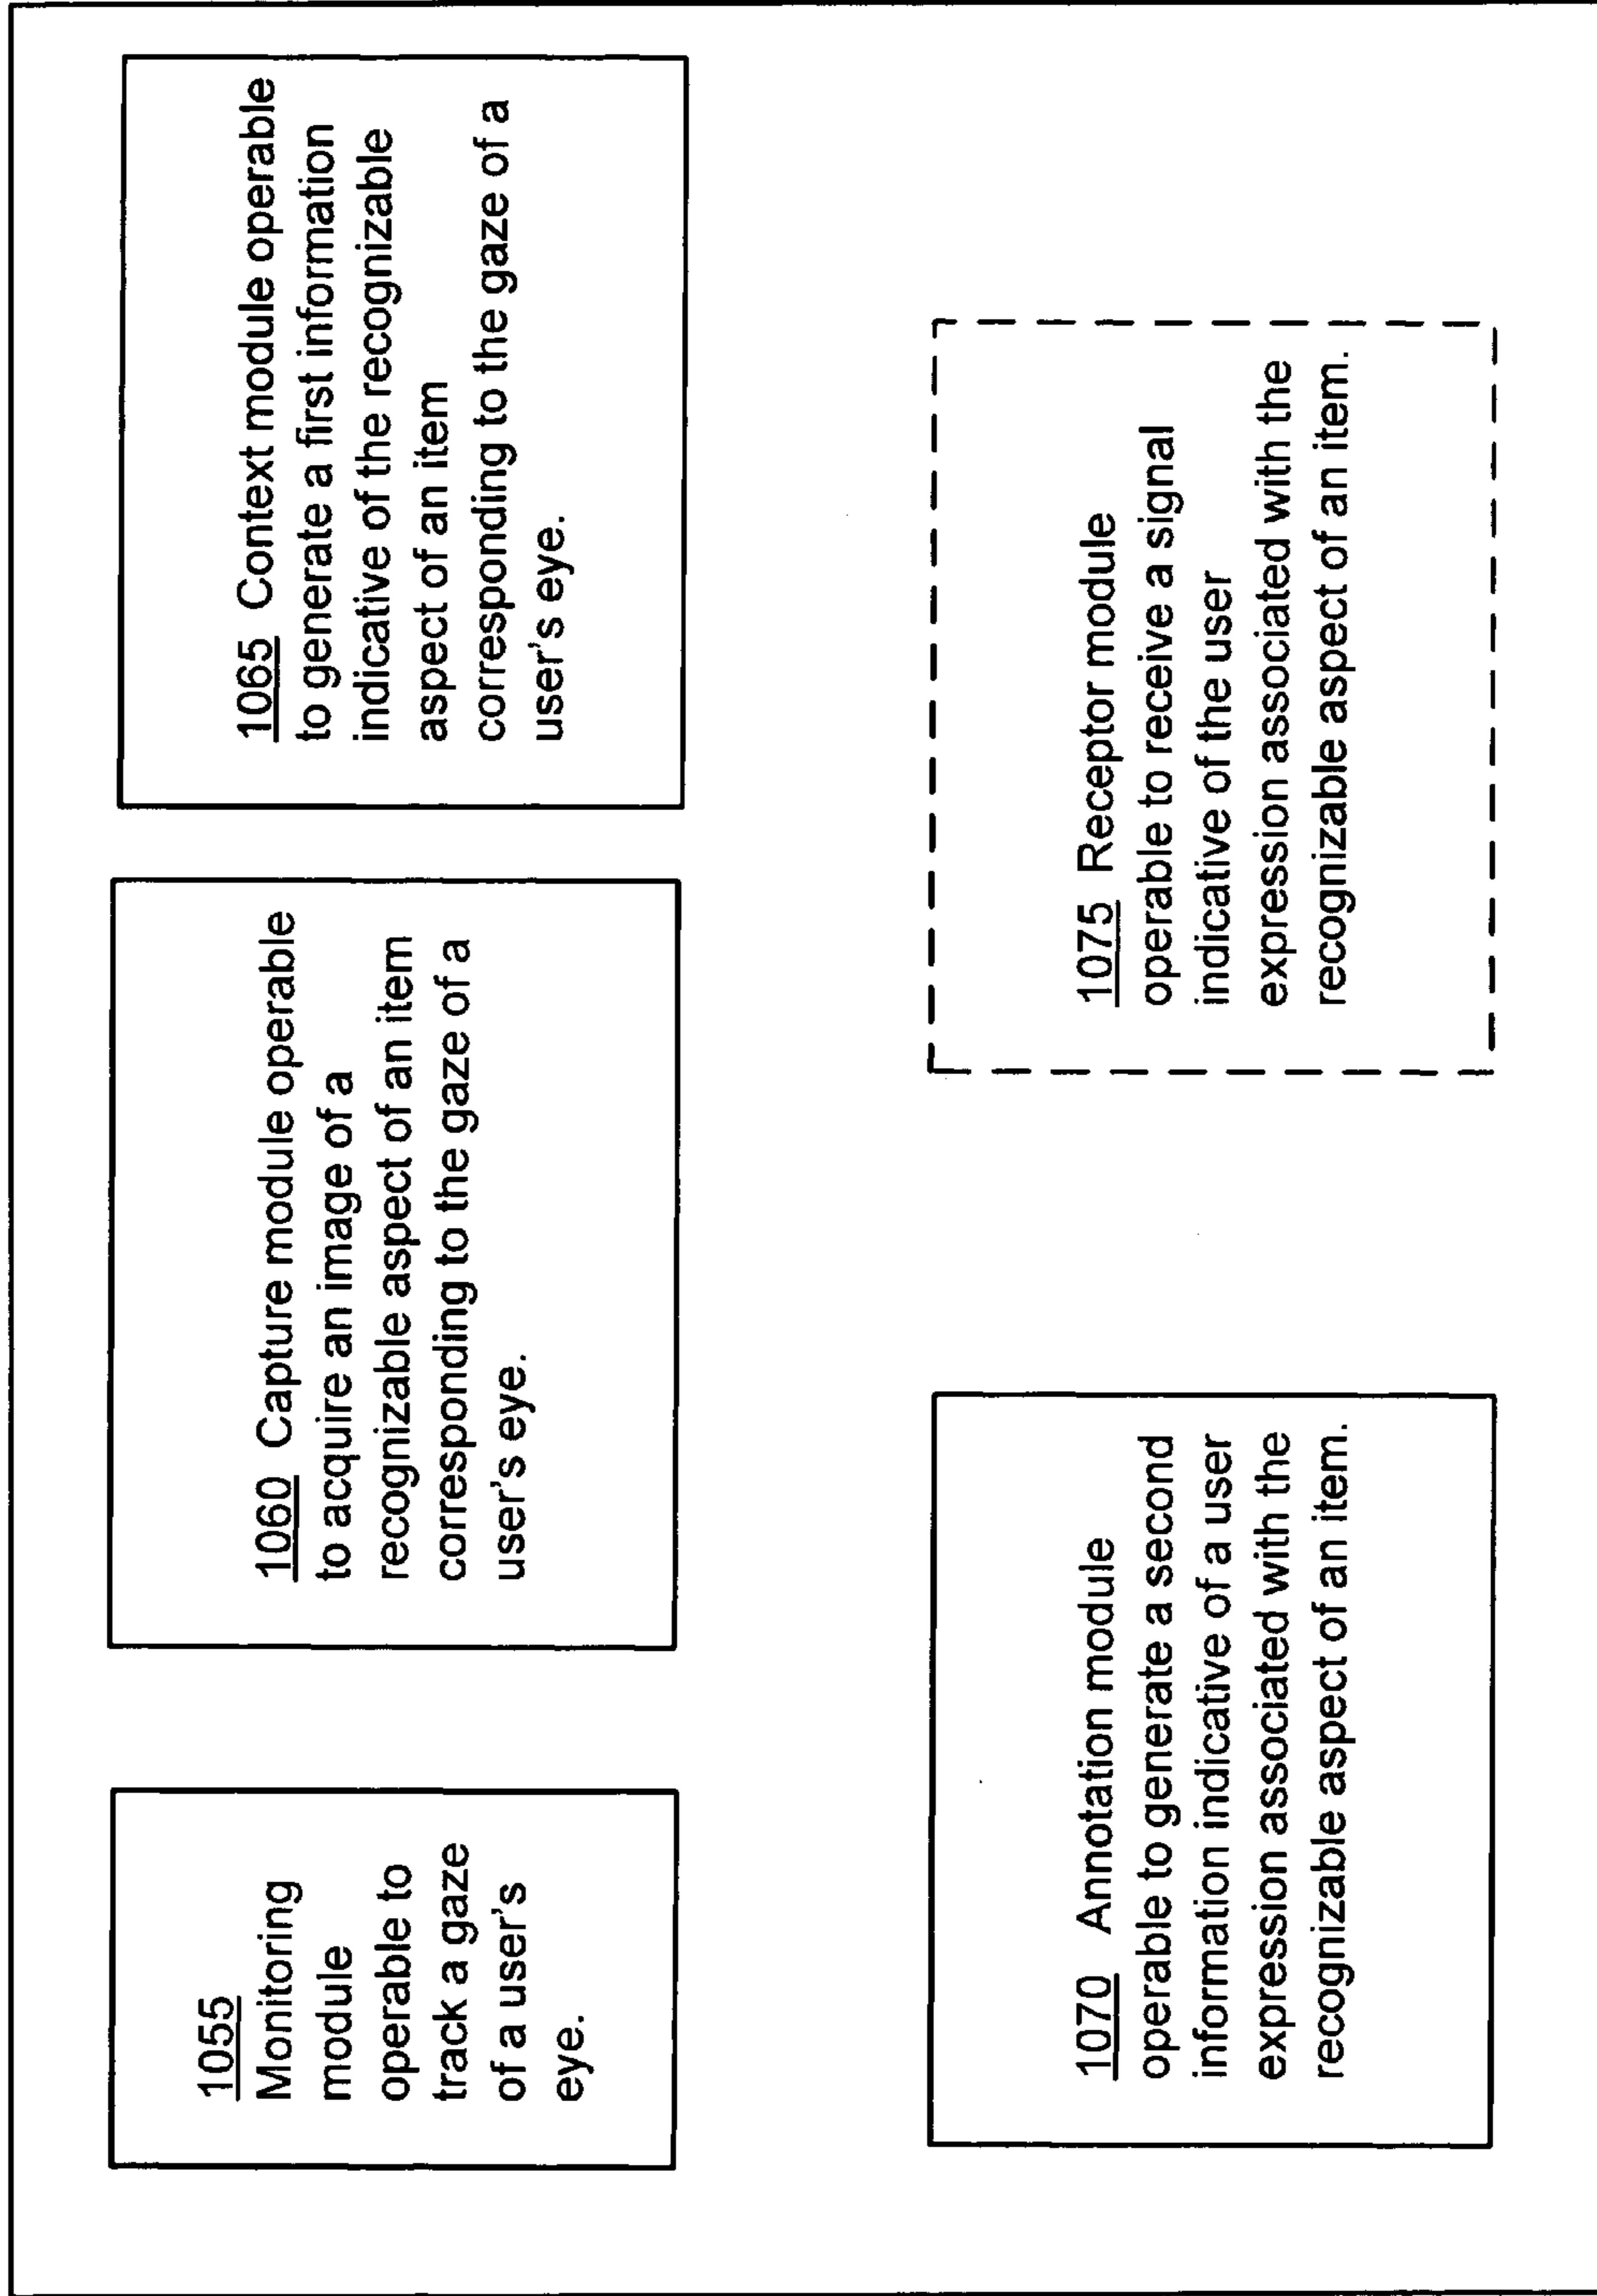 1055
Monitoring
module
operable to
track a gaze
of a user's
eye.
1060 Capture module operable
to acquire an image of a
recognizable aspect of an item
corresponding to the gaze of a
user's eye.
1065 Context module operable
to generate a first information
indicative of the recognizable
aspect of an item
corresponding to the gaze of a
user's eye.
1070 Annotation module
operable to generate a second
information indicative of a user
expression associated with the
recognizable aspect of an item.
1075 Receptor module
operable to receive a signal
indicative of the user
expression associated with the
recognizable aspect of an item.